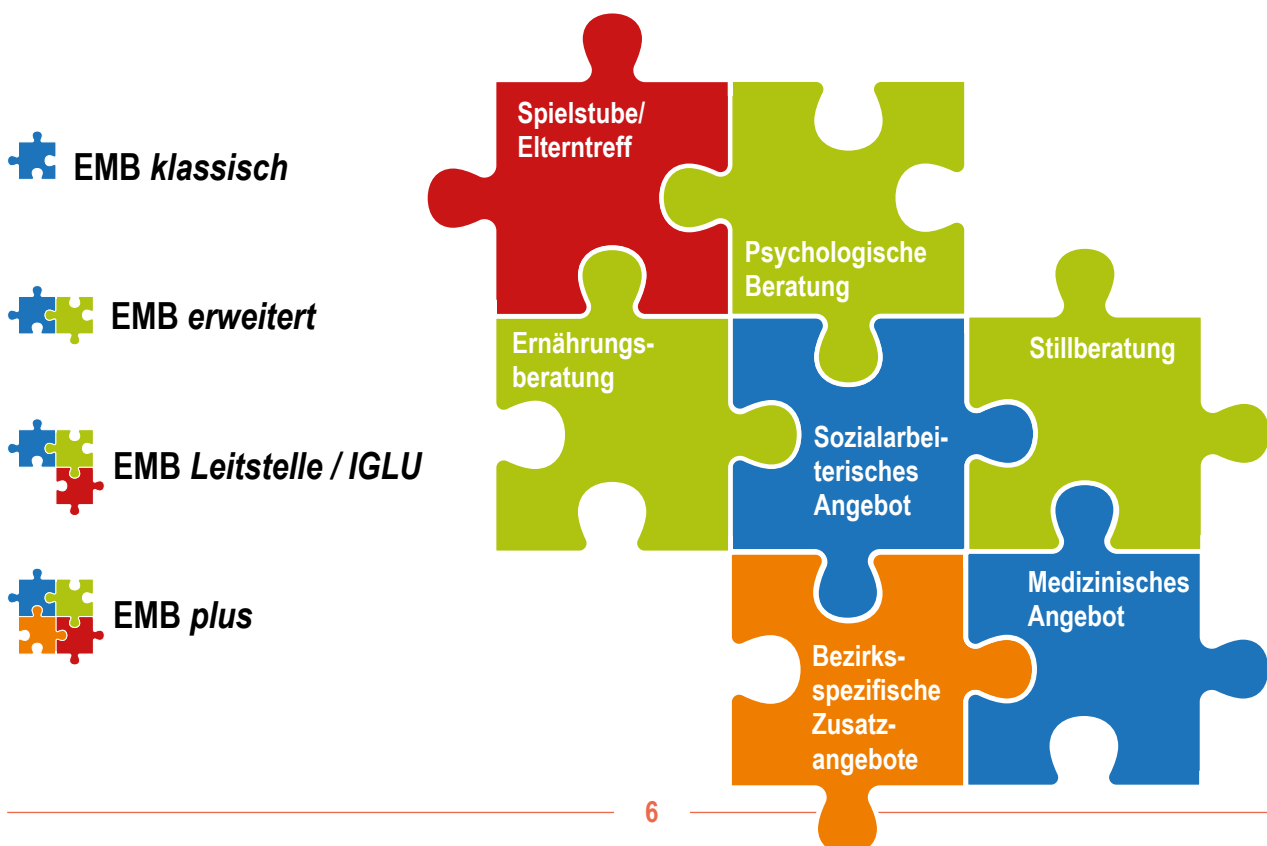 EMB klassisch
EMB erweitert
EMB Leitstelle / IGLU
EMB plus
Spielstube/
Elterntreff
Psychologische
Beratung
Ernährungs-
beratung
Sozialarbei-
terisches
Angebot
Stillberatung
Bezirks-
spezifische
Zusatz-
angebote
Medizinisches
Angebot
6